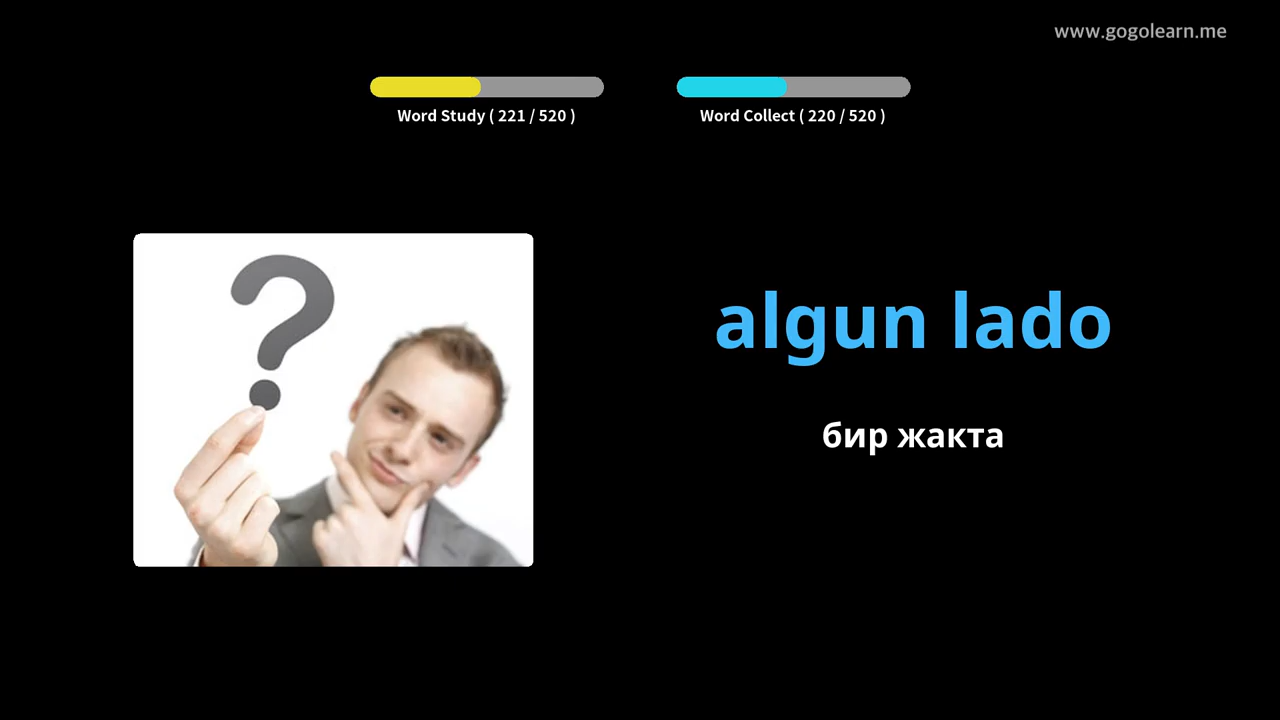 www.gogolearn.me
Word Study ( 221 / 520 )
Word Collect ( 220 / 520 )
algun lado
бир жакта